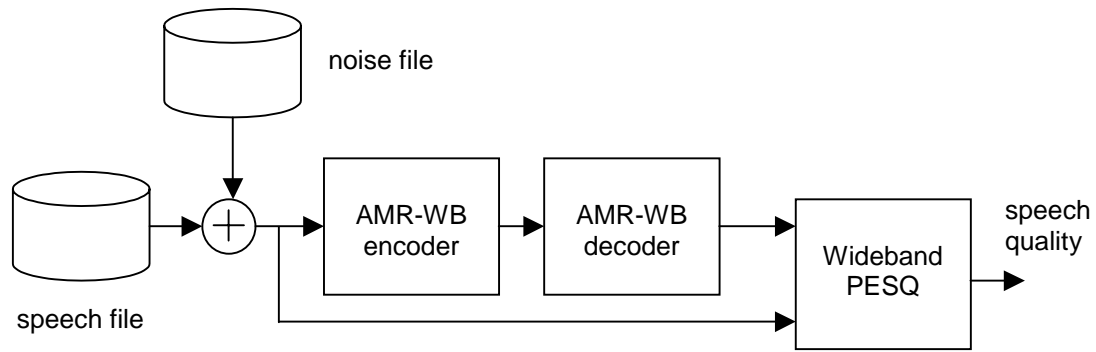 noise file
speech file
+
AMR-WB
encoder
AMR-WB
decoder
Wideband
PESQ
speech
quality